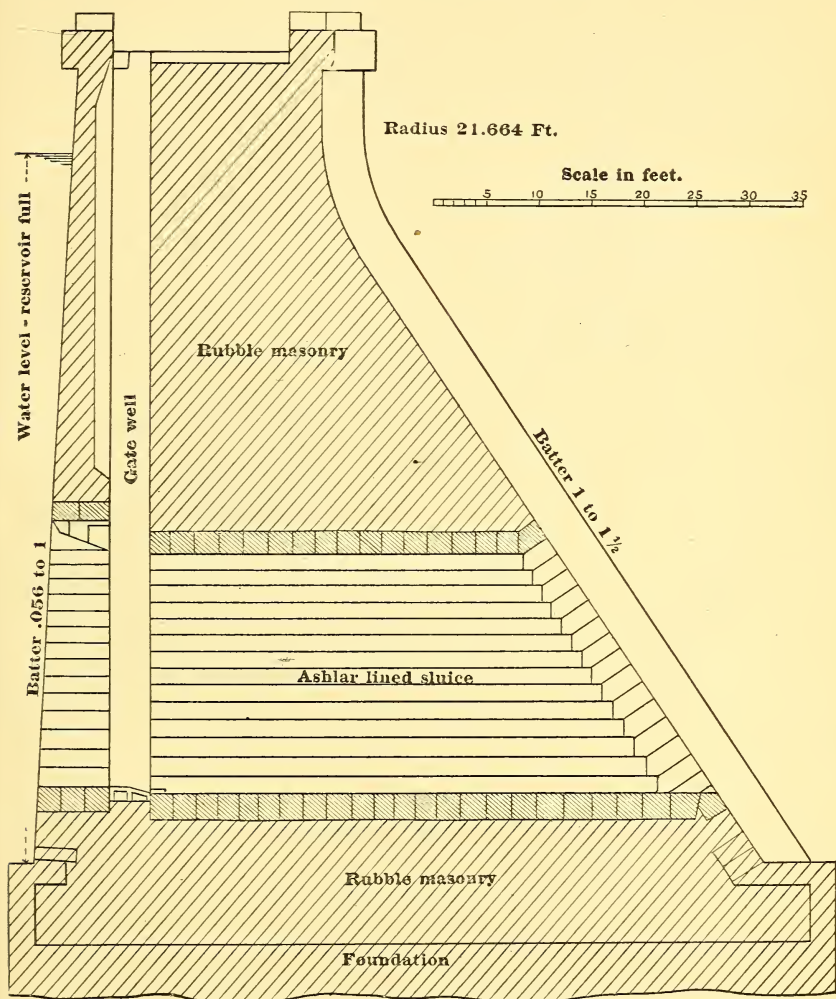 Radius 21.664 Ft.
Scale in feet.
5 10 15 20 25 30 35
Water level - reservoir full
Rubble masonry
Gate well
Batter 1 to 1½
Batter .056 to 1
Ashlar lined sluice
Rubble masonry
Foundation